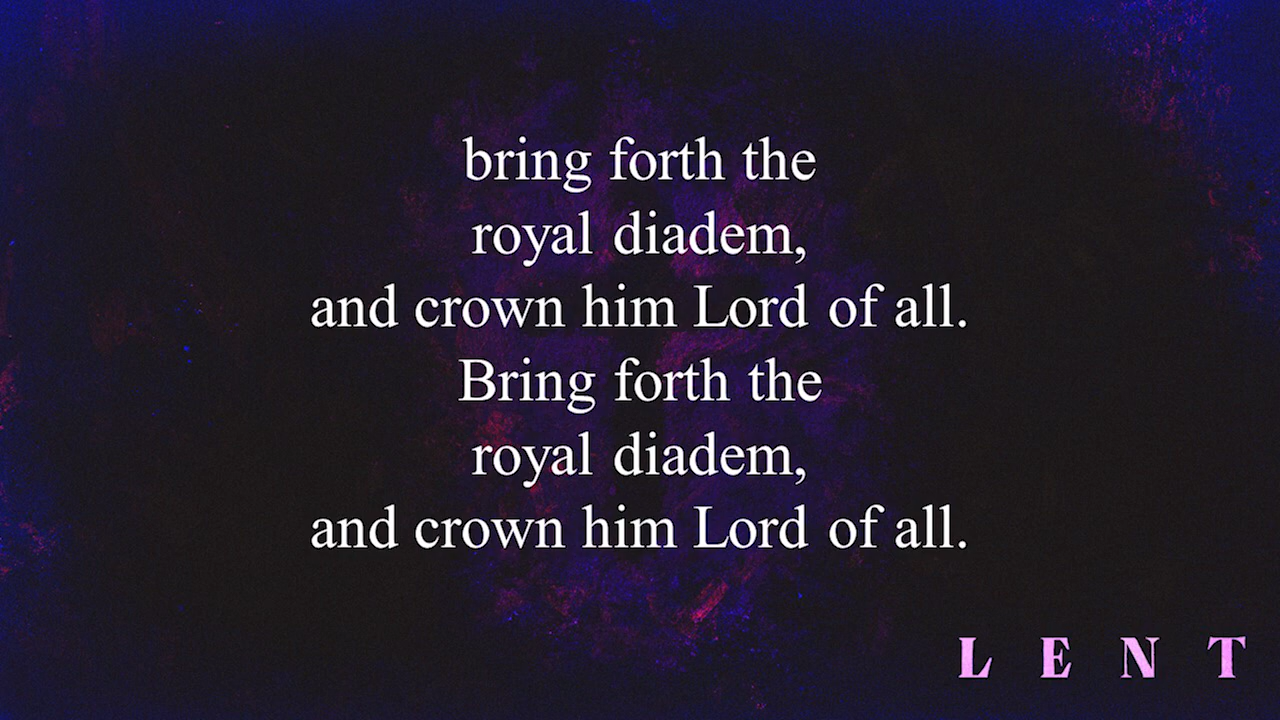 bring forth the
royal diadem,
and crown him Lord of all.
Bring forth the
royal diadem,
and crown him Lord of all.
LENT